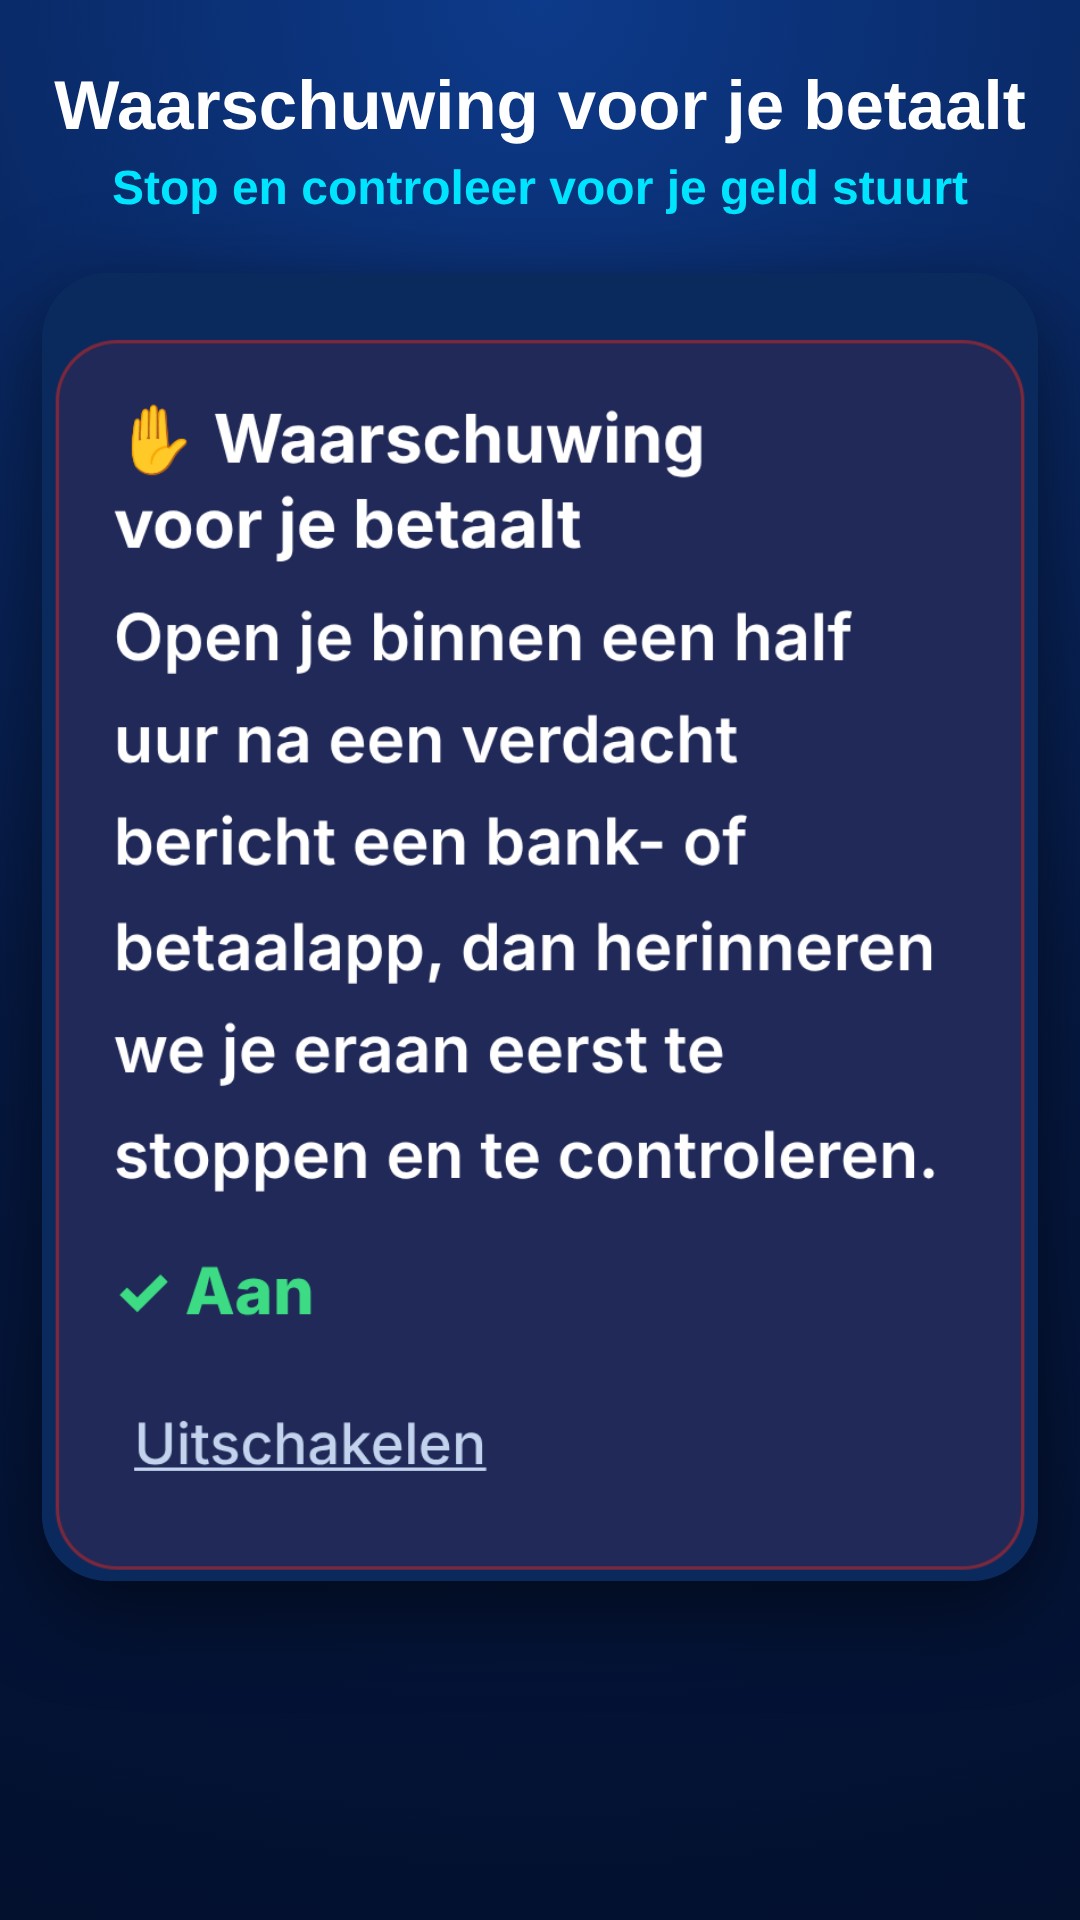 Waarschuwing voor je betaalt
Stop en controleer voor je geld stuurt
✋ Waarschuwing
voor je betaalt
Open je binnen een half
uur na een verdacht
bericht een bank- of
betaalapp, dan herinneren
we je eraan eerst te
stoppen en te controleren.
✓ Aan
Uitschakelen